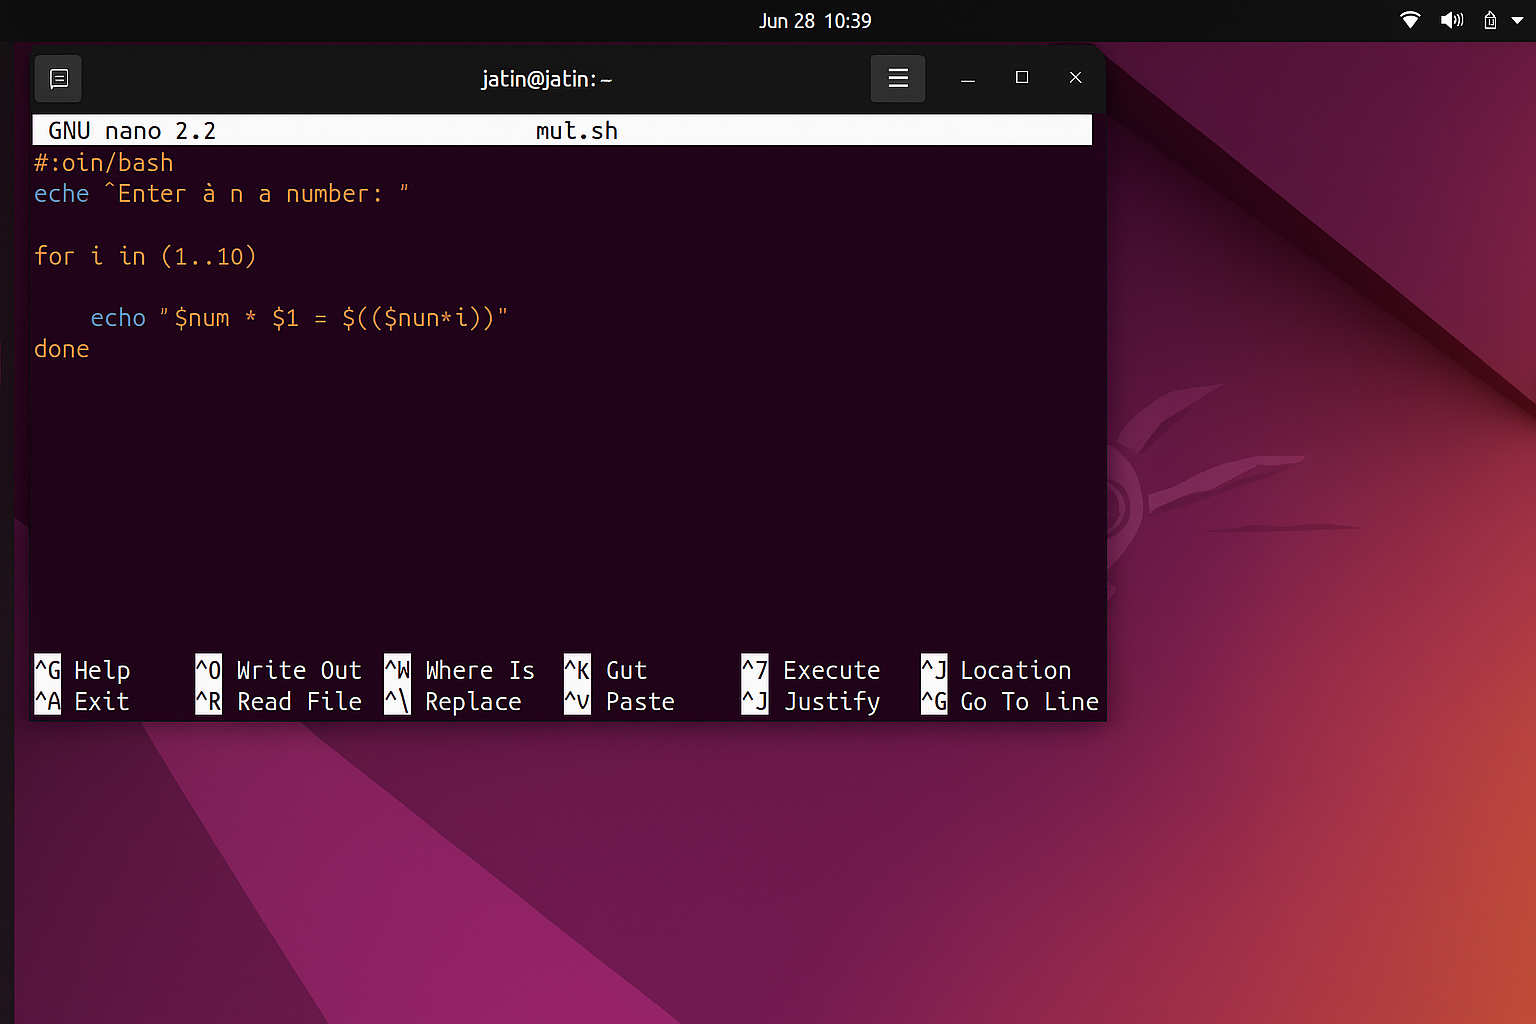 Jun 28 10:39
jatin@jatin: ~
GNU nano 2.2 mut.sh
#:oin/bash
eche ˆEnter à n a number: "
for i in (1..10)
echo "$num * $1 = $(($nun*i))"
done
^G Help ^O Write Out ^W Where Is ^K Gut ^7 Execute ^J Location
^A Exit ^R Read File ^\ Replace ^v Paste ^J Justify ^G Go To Line